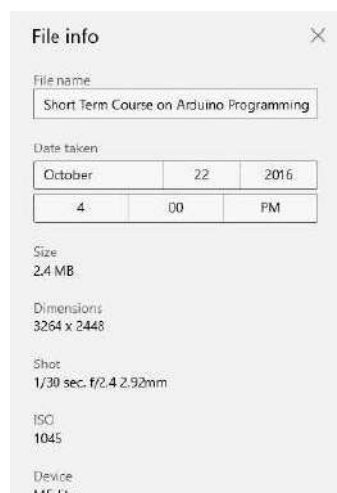 File info
File name
Short Term Course on Arduino Programming
Date taken
October 22 2016
4 00 PM
Size
2.4 MB
Dimensions
3264 x 2448
Shot
1/30 sec. f/2.4 2.92mm
ISO
1045
Device